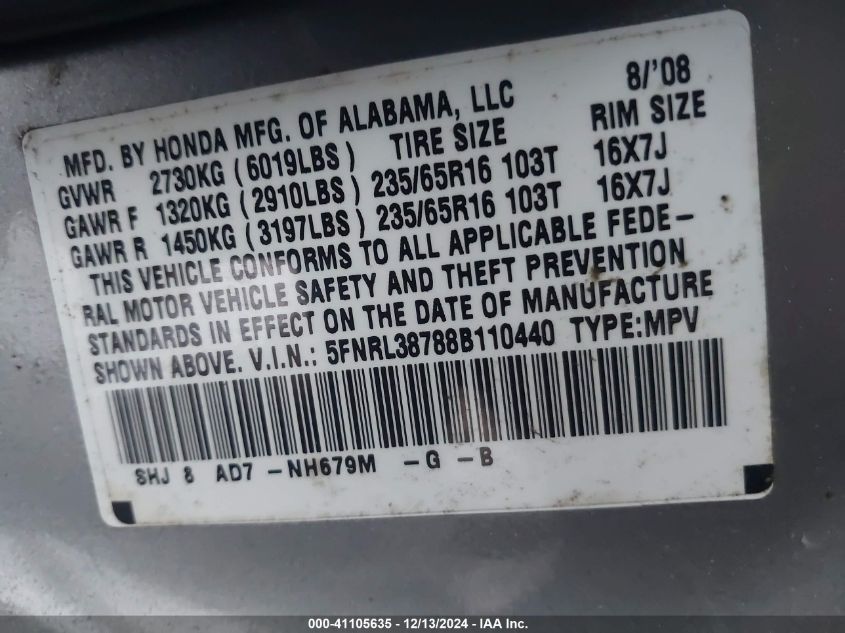 8/'08
MFD. BY HONDA MFG. OF ALABAMA, LLC
GVWR 2730KG (6019LBS) TIRE SIZE RIM SIZE
GAWR F 1320KG (2910LBS) 235/65R16 103T 16X7J
GAWR R 1450KG (3197LBS) 235/65R16 103T 16X7J
THIS VEHICLE CONFORMS TO ALL APPLICABLE FEDE-
RAL MOTOR VEHICLE SAFETY AND THEFT PREVENTION
STANDARDS IN EFFECT ON THE DATE OF MANUFACTURE
SHOWN ABOVE. V.I.N.: 5FNRL38788B110440 TYPE:MPV
SHJ 8 AD7 -NH679M -G -B
000-41105635 - 12/13/2024 - IAA Inc.